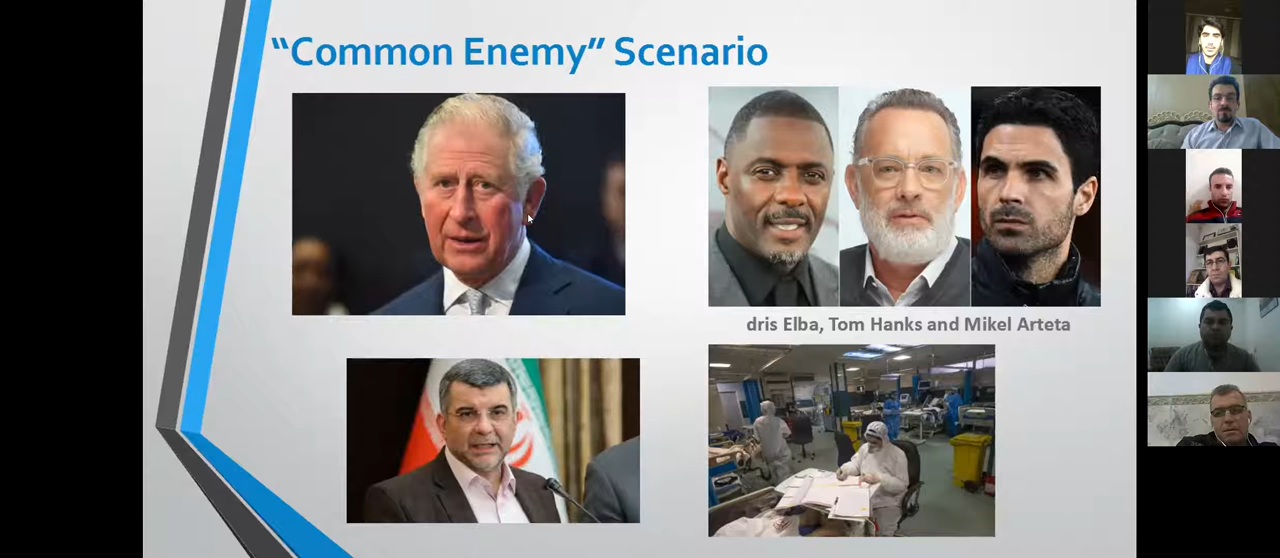 “Common Enemy” Scenario
dris Elba, Tom Hanks and Mikel Arteta